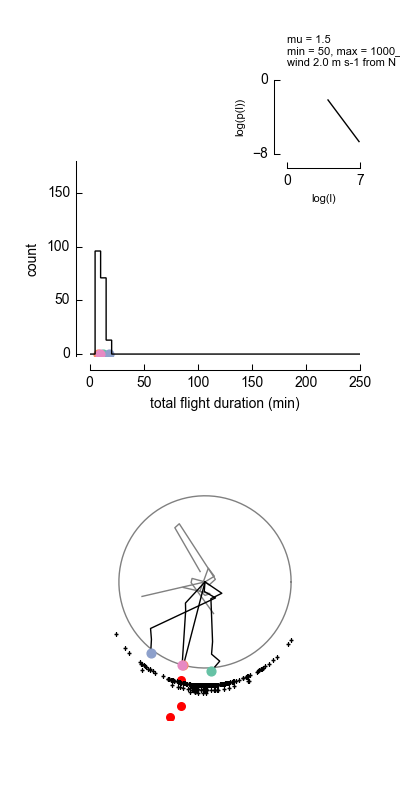 mu = 1.5
min = 50, max = 1000_
wind 2.0 m s-1 from N
0
log(p(l))
−8
0
7
log(l)
150
100
50
0
count
0
50
100
150
200
250
total flight duration (min)